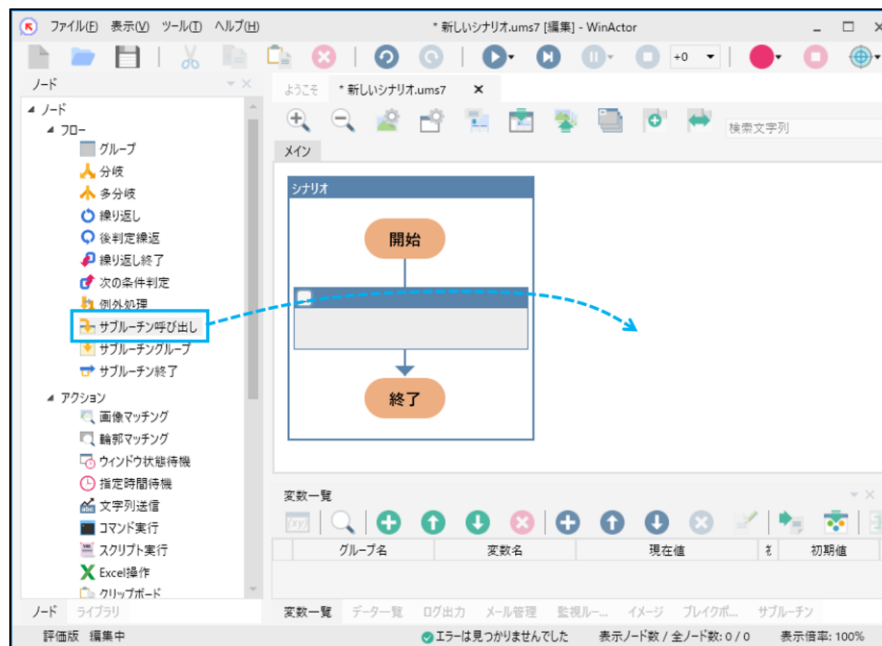 ファイル(F) 表示(V) ツール(T) ヘルプ(H) * 新しいシナリオ.ums7 [編集] - WinActor
+0
ノード
ようこそ * 新しいシナリオ.ums7
検索文字列
メイン
ノード
フロー
グループ
分岐
多分岐
繰り返し
後判定繰返
繰り返し終了
次の条件判定
例外処理
サブルーチン呼び出し
サブルーチングループ
サブルーチン終了
アクション
画像マッチング
輪郭マッチング
ウィンドウ状態待機
指定時間待機
文字列送信
コマンド実行
スクリプト実行
Excel操作
クリップボード
シナリオ
開始
終了
変数一覧
グループ名 変数名 現在値 初期値
ノード ライブラリ
変数一覧 データ一覧 ログ出力 メール管理 監視ルー... イメージ ブレイクポ... サブルーチン
評価版 編集中 エラーは見つかりませんでした 表示ノード数 / 全ノード数: 0 / 0 表示倍率: 100%